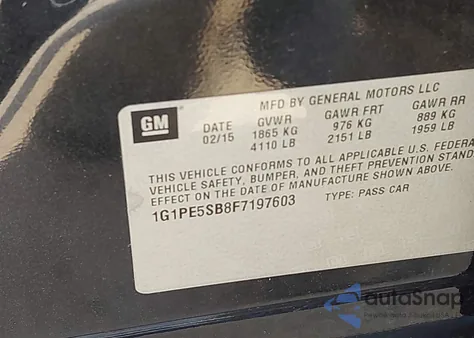 MFD BY GENERAL MOTORS LLC
GM
DATE GVWR GAWR FRT GAWR RR
02/15 1865 KG 976 KG 889 KG
4110 LB 2151 LB 1959 LB
THIS VEHICLE CONFORMS TO ALL APPLICABLE U.S. FEDERA
VEHICLE SAFETY, BUMPER, AND THEFT PREVENTION STAND
EFFECT ON THE DATE OF MANUFACTURE SHOWN ABOVE.
1G1PE5SB8F7197603
TYPE: PASS CAR
autoSnap